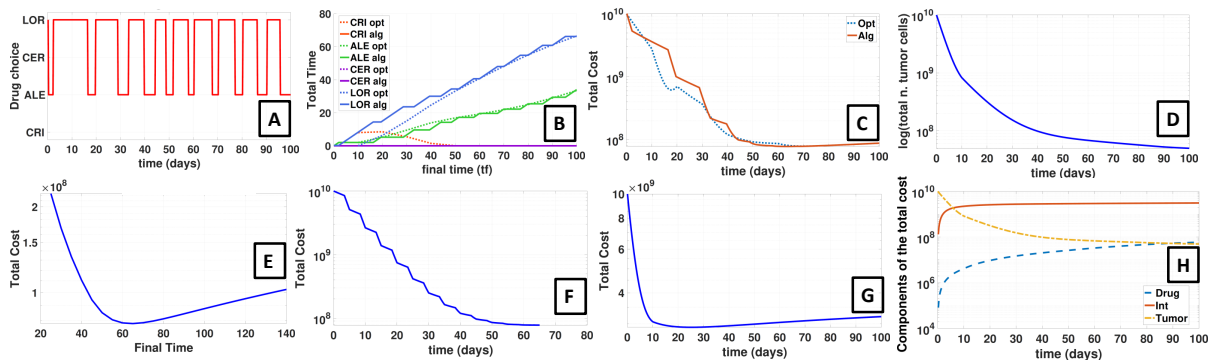 LOR
CER
ALE
CRI
Drug choice
0 10 20 30 40 50 60 70 80 90 100
time (days)
A
80
60
40
20
0
Total Time
CRI opt
CRI alg
ALE opt
ALE alg
CER opt
CER alg
LOR opt
LOR alg
0 10 20 30 40 50 60 70 80 90 100
final time (tf)
B
10^10
10^9
10^8
Total Cost
Opt
Alg
0 10 20 30 40 50 60 70 80 90 100
time (days)
C
10^10
10^9
10^8
log(total n. tumor cells)
0 10 20 30 40 50 60 70 80 90 100
time (days)
D
×10^8
2
1.5
1
Total Cost
20 40 60 80 100 120 140
Final Time
E
10^10
10^9
10^8
Total Cost
0 10 20 30 40 50 60 70 80
time (days)
F
×10^9
10
8
6
4
Total Cost
0 10 20 30 40 50 60 70 80 90 100
time (days)
G
10^10
10^8
10^6
10^4
Components of the total cost
Drug
Int
Tumor
0 10 20 30 40 50 60 70 80 90 100
time (days)
H